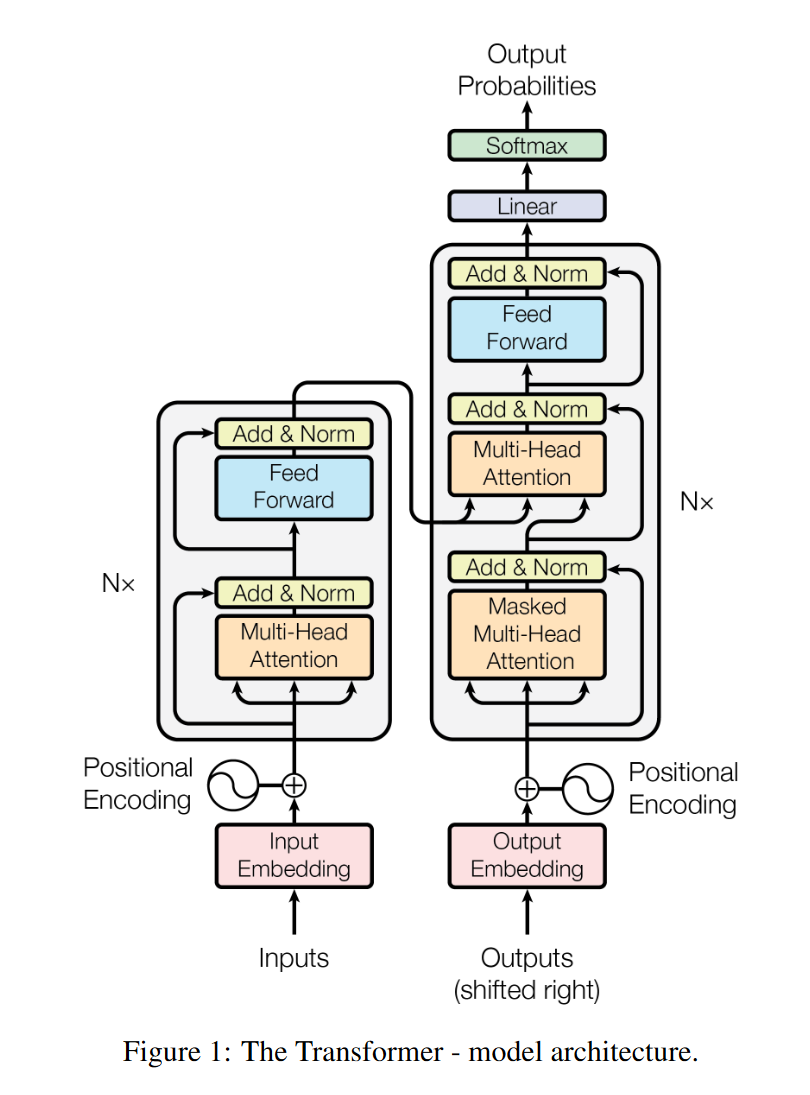 Output
Probabilities
Softmax
Linear
Add & Norm
Feed
Forward
Add & Norm
Multi-Head
Attention
Add & Norm
Masked
Multi-Head
Attention
N×
Add & Norm
Feed
Forward
Add & Norm
Multi-Head
Attention
N×
Positional
Encoding
Positional
Encoding
Input
Embedding
Output
Embedding
Inputs
Outputs
(shifted right)
Figure 1: The Transformer - model architecture.